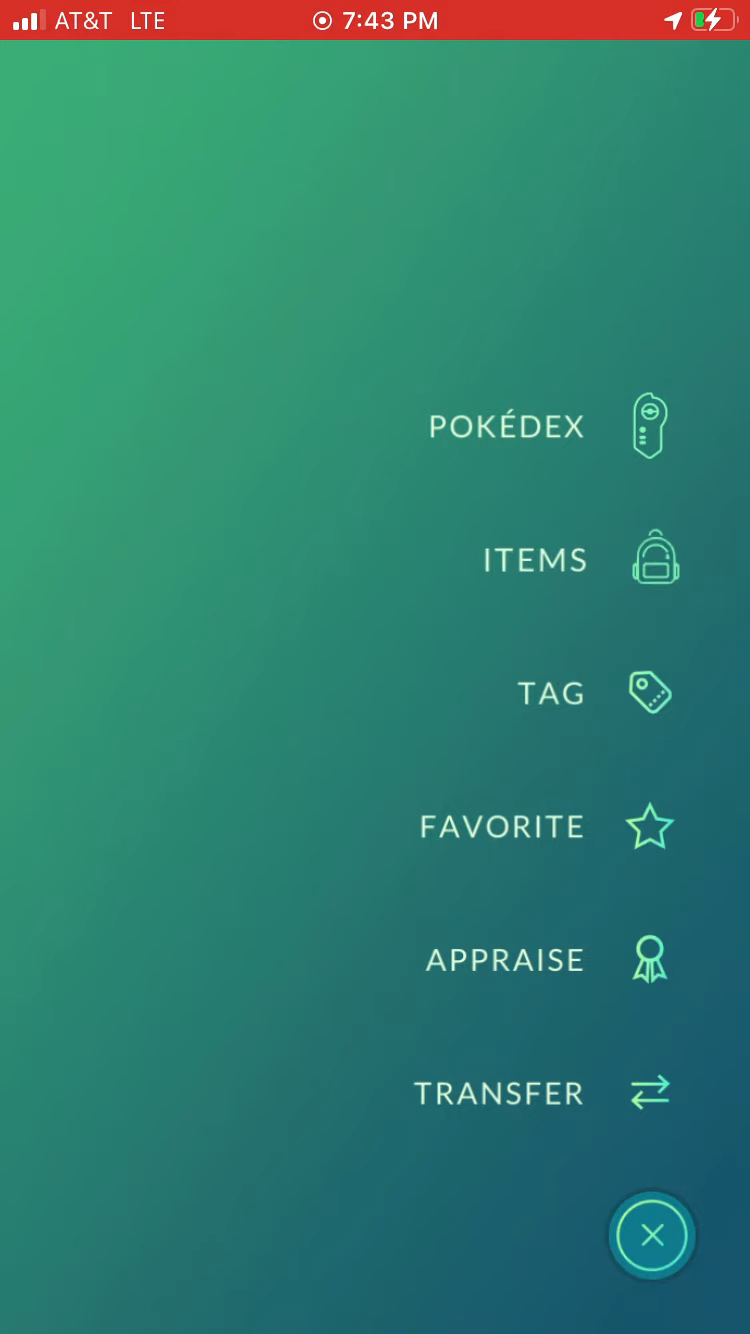 AT&T LTE 7:43 PM
POKÉDEX
ITEMS
TAG
FAVORITE
APPRAISE
TRANSFER